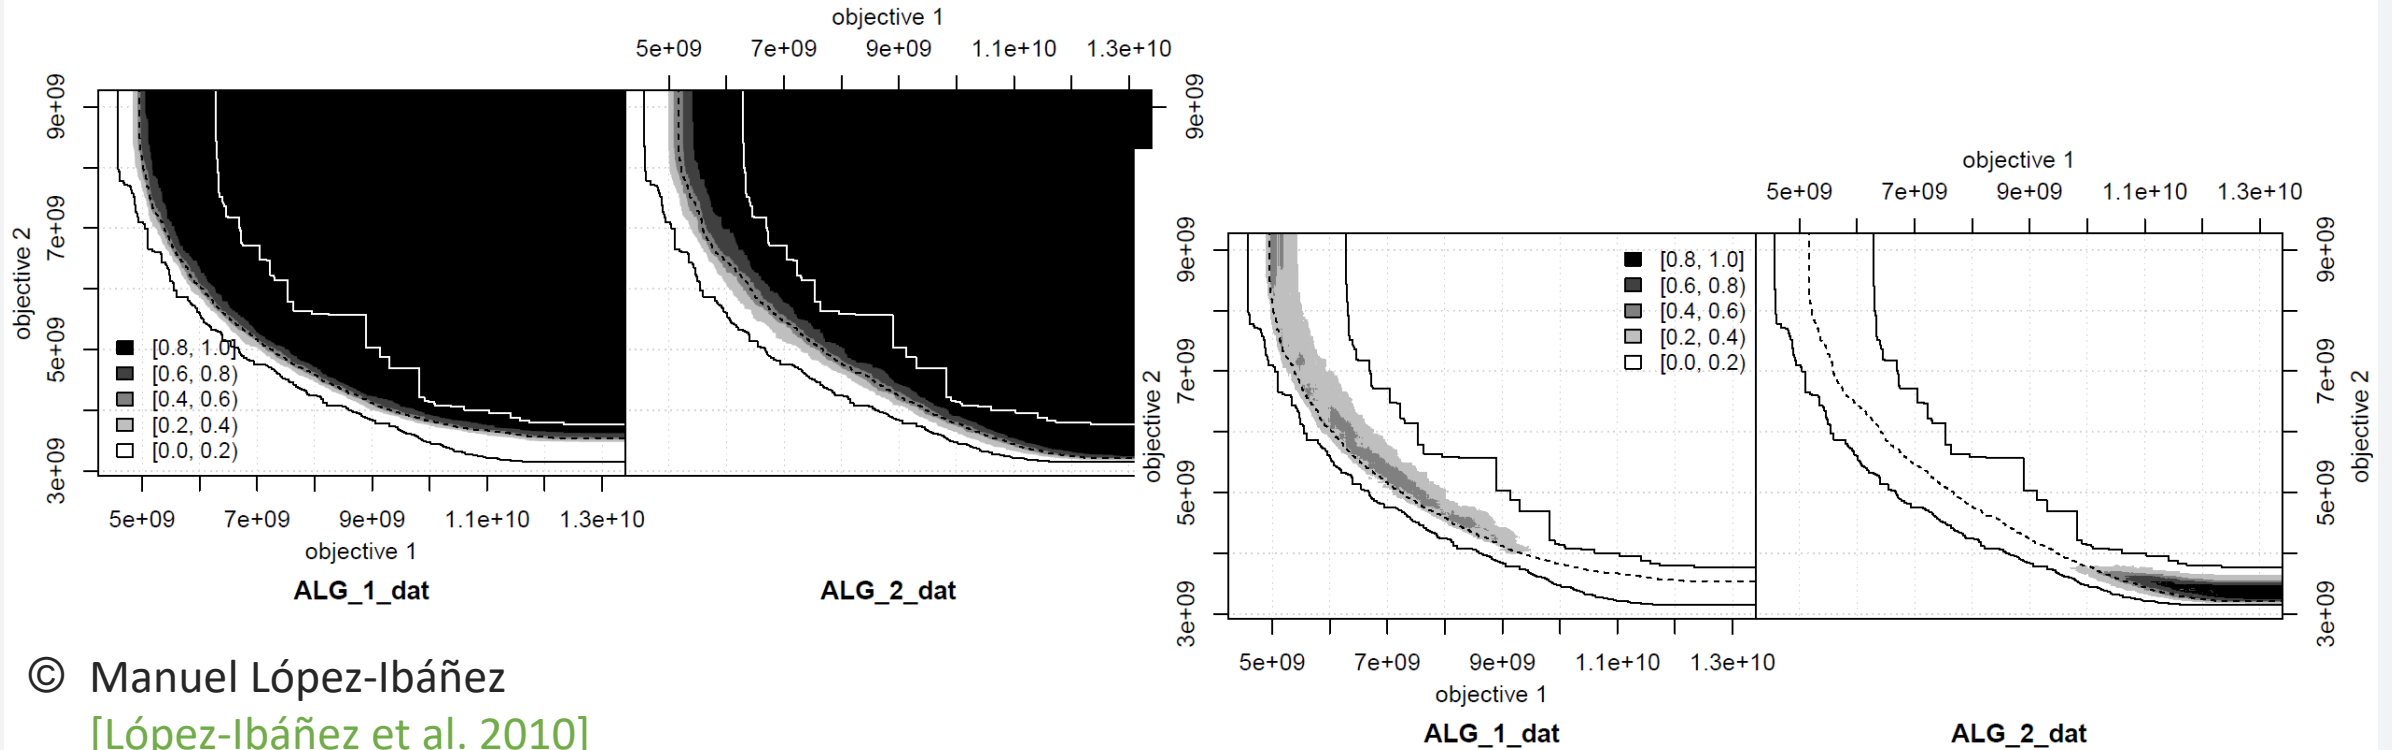 objective 1
5e+09 7e+09 9e+09 1.1e+10 1.3e+10
objective 2
3e+09 5e+09 7e+09 9e+09
[0.8, 1.0]
[0.6, 0.8)
[0.4, 0.6)
[0.2, 0.4)
[0.0, 0.2)
9e+09
objective 2
5e+09 7e+09 9e+09 1.1e+10 1.3e+10
objective 1
ALG_1_dat
ALG_2_dat
objective 1
5e+09 7e+09 9e+09 1.1e+10 1.3e+10
3e+09 5e+09 7e+09 9e+09
[0.8, 1.0]
[0.6, 0.8)
[0.4, 0.6)
[0.2, 0.4)
[0.0, 0.2)
3e+09 5e+09 7e+09 9e+09
objective 2
5e+09 7e+09 9e+09 1.1e+10 1.3e+10
objective 1
ALG_1_dat
ALG_2_dat
© Manuel López-Ibáñez
[López-Ibáñez et al. 2010]